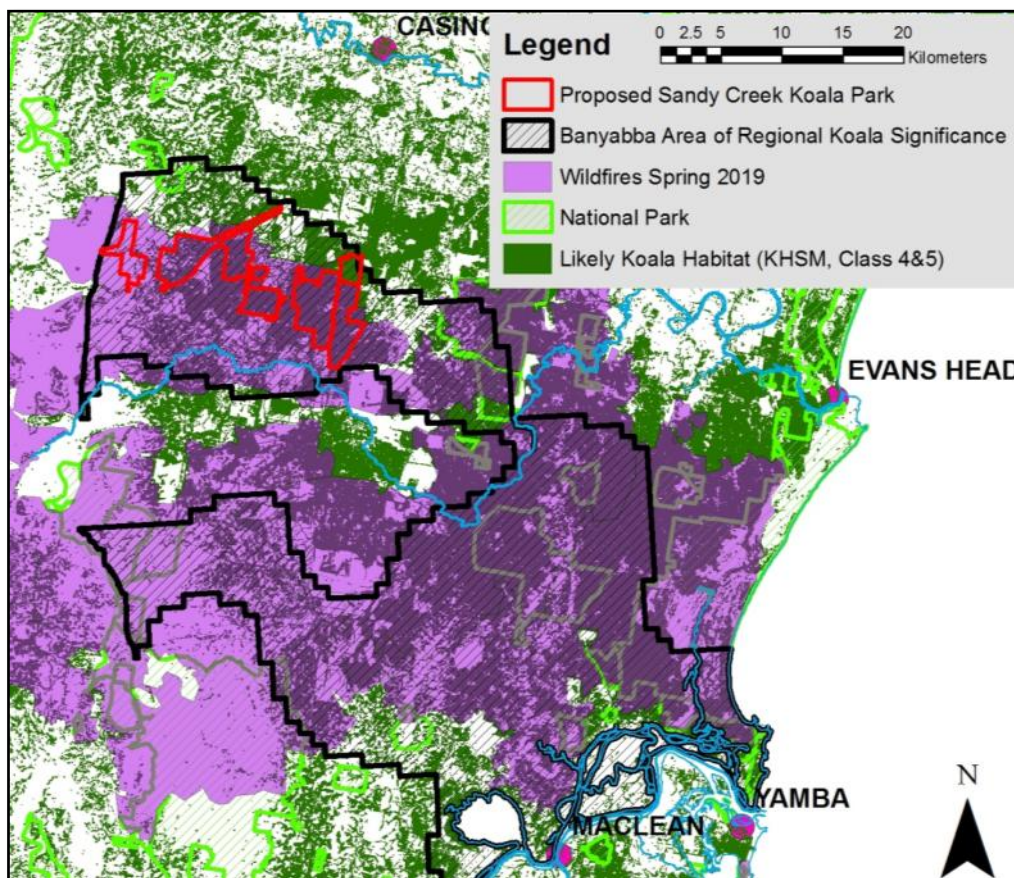 CASINO
Legend
0 2.5 5 10 15 20
Kilometers
Proposed Sandy Creek Koala Park
Banyabba Area of Regional Koala Significance
Wildfires Spring 2019
National Park
Likely Koala Habitat (KHSM, Class 4&5)
EVANS HEAD
N
YAMBA
MACLEAN